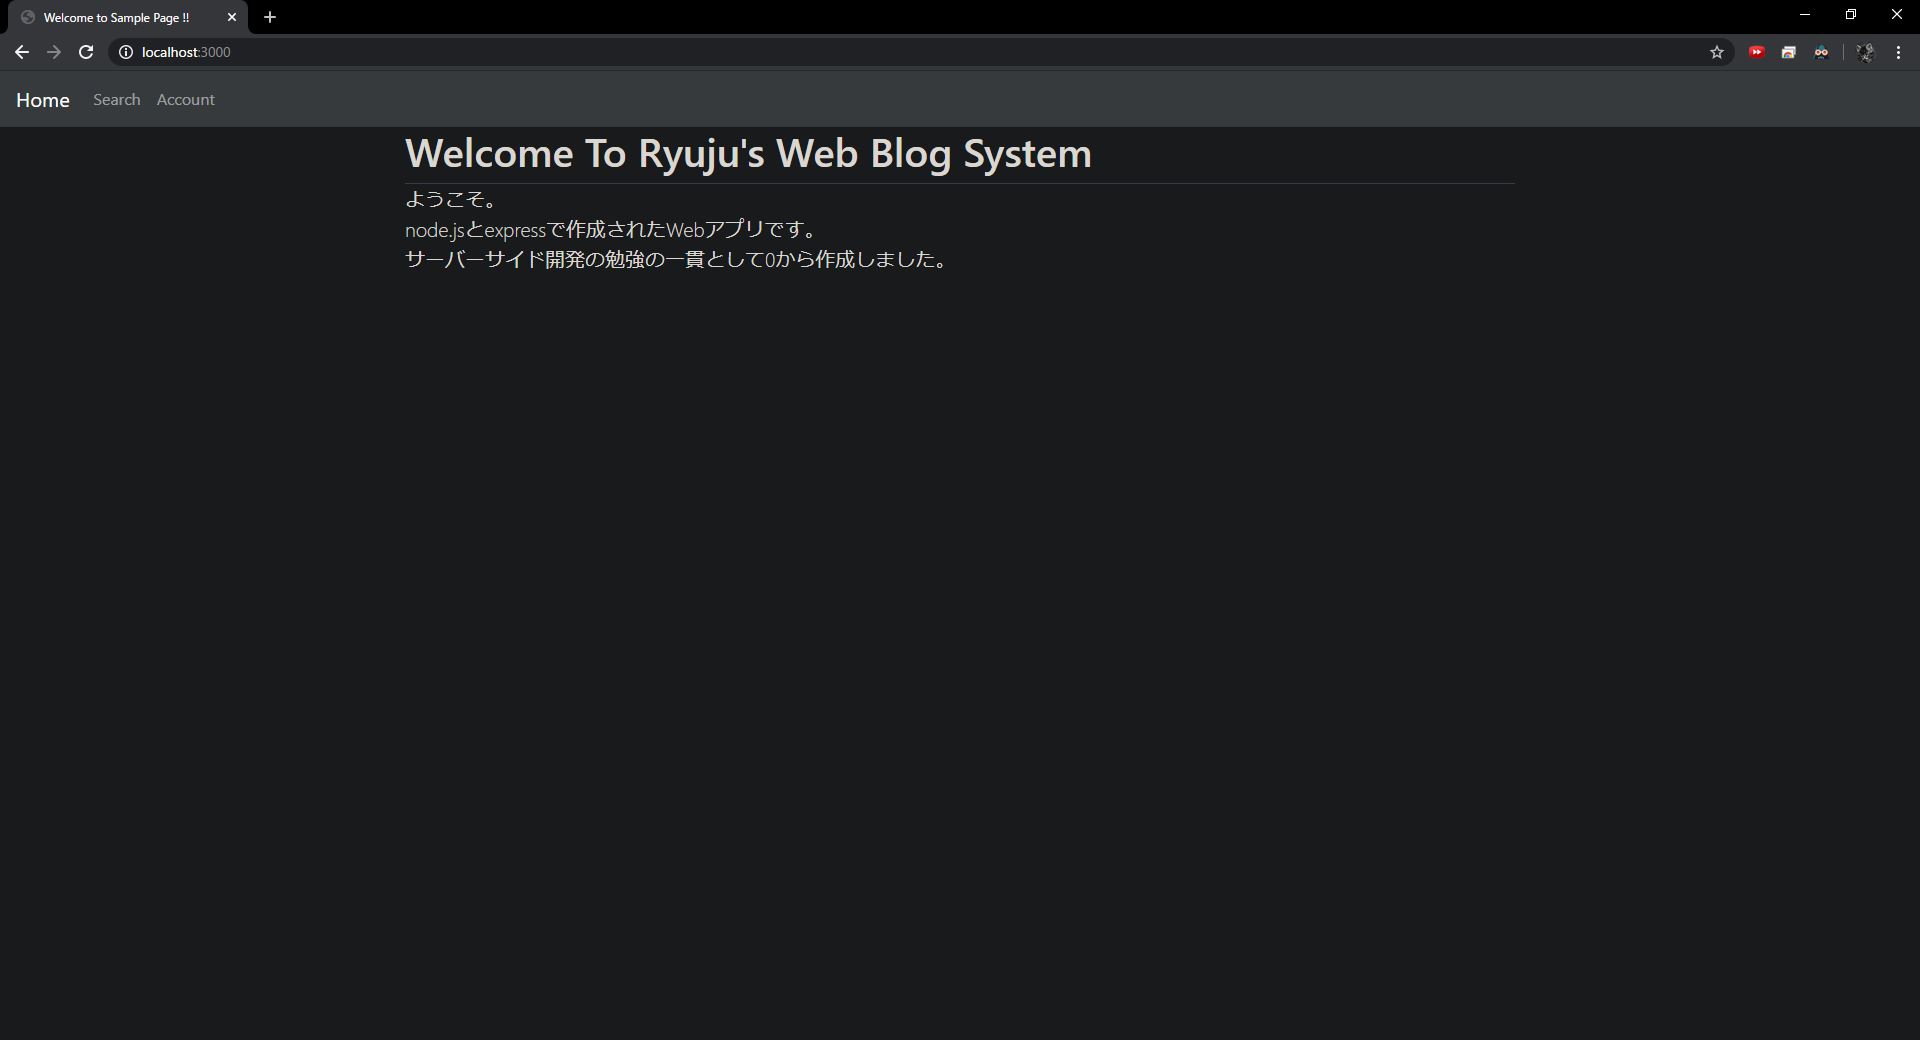 Welcome to Sample Page !!
localhost:3000
Home Search Account
Welcome To Ryuju's Web Blog System
ようこそ。
node.jsとexpressで作成されたWebアプリです。
サーバーサイド開発の勉強の一貫として0から作成しました。